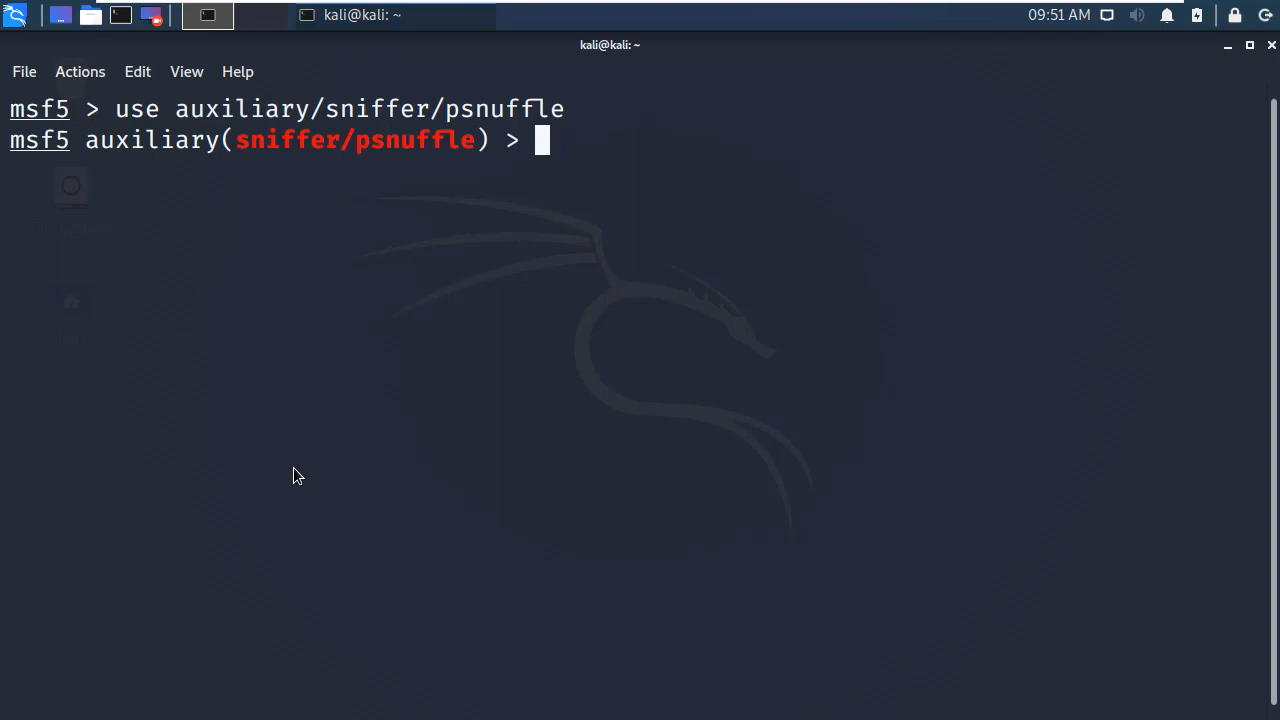 kali@kali: ~
09:51 AM
kali@kali: ~
File Actions Edit View Help
msf5 > use auxiliary/sniffer/psnuffle
msf5 auxiliary(sniffer/psnuffle) >